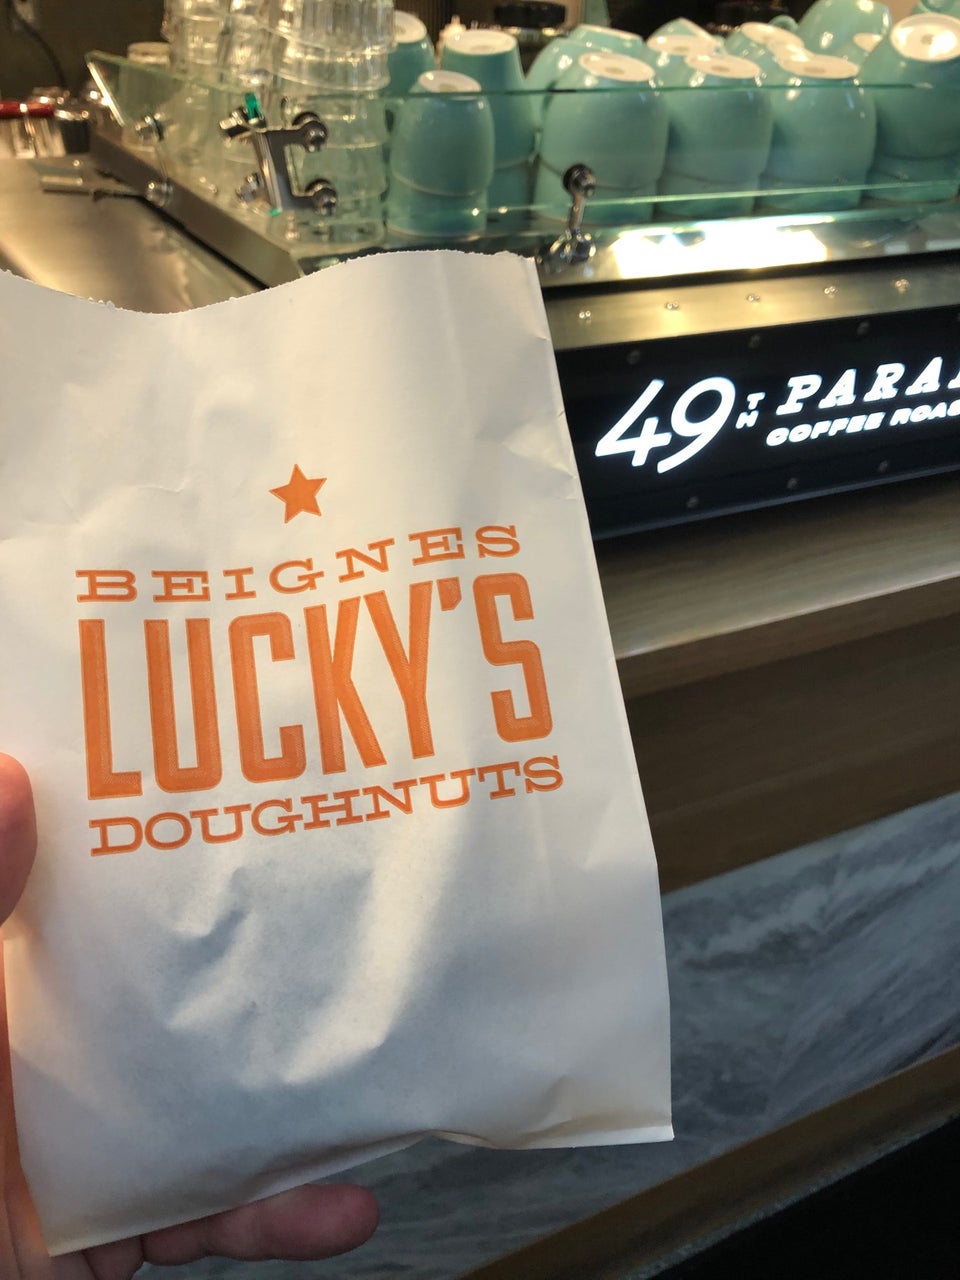 BEIGNES
LUCKY'S
DOUGHNUTS
49TH
COFFEE